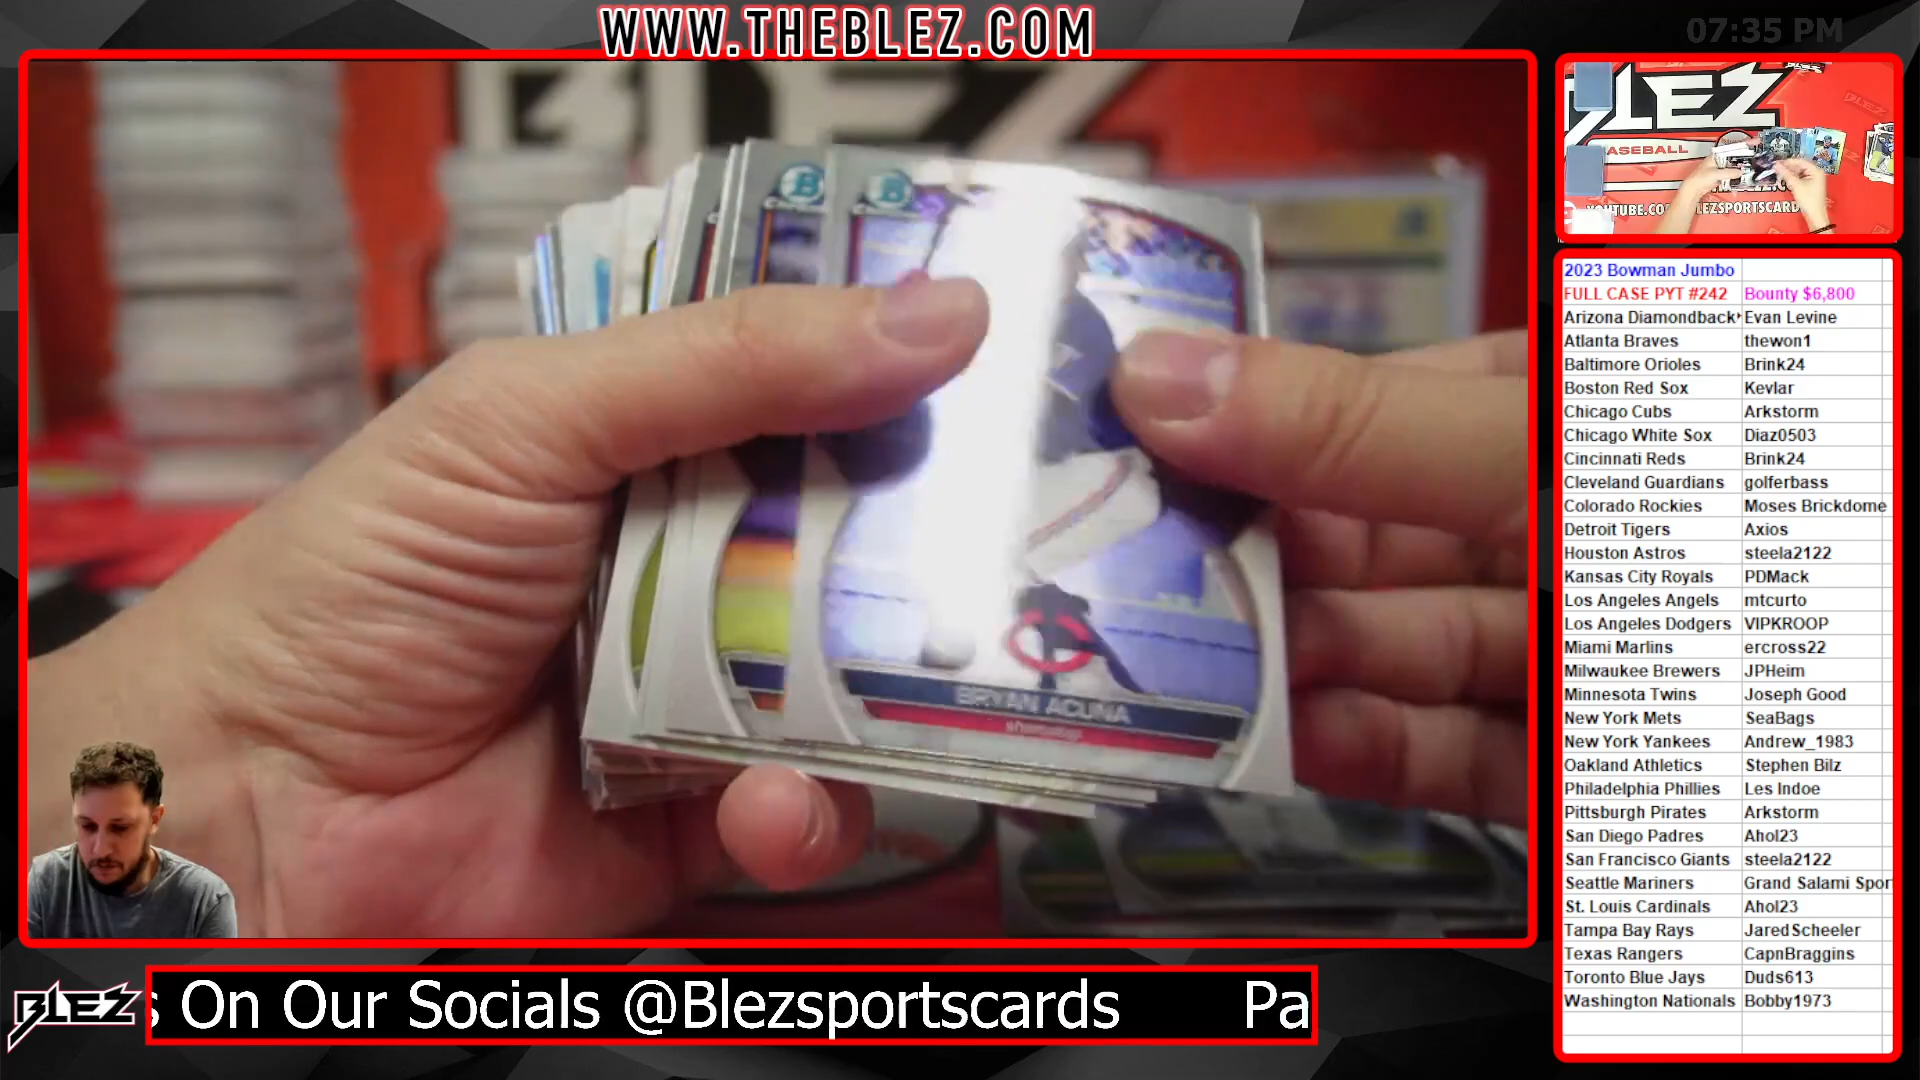 WWW.THEBLEZ.COM
07:35 PM
BLEZ
LEZ
BASEBALL
YOUTUBE.CO
LEZSPORTSCARD
BRYAN ACUNA
shortstop
2023 Bowman Jumbo
FULL CASE PYT #242 Bounty $6,800
Arizona Diamondback Evan Levine
Atlanta Braves thewon1
Baltimore Orioles Brink24
Boston Red Sox Kevlar
Chicago Cubs Arkstorm
Chicago White Sox Diaz0503
Cincinnati Reds Brink24
Cleveland Guardians golferbass
Colorado Rockies Moses Brickdome
Detroit Tigers Axios
Houston Astros steela2122
Kansas City Royals PDMack
Los Angeles Angels mtcurto
Los Angeles Dodgers VIPKROOP
Miami Marlins ercross22
Milwaukee Brewers JPHeim
Minnesota Twins Joseph Good
New York Mets SeaBags
New York Yankees Andrew_1983
Oakland Athletics Stephen Bilz
Philadelphia Phillies Les Indoe
Pittsburgh Pirates Arkstorm
San Diego Padres Ahol23
San Francisco Giants steela2122
Seattle Mariners Grand Salami Spor
St. Louis Cardinals Ahol23
Tampa Bay Rays Jared Scheeler
Texas Rangers CapnBraggins
Toronto Blue Jays Duds613
Washington Nationals Bobby1973
BLEZ
s On Our Socials @Blezsportscards Pa